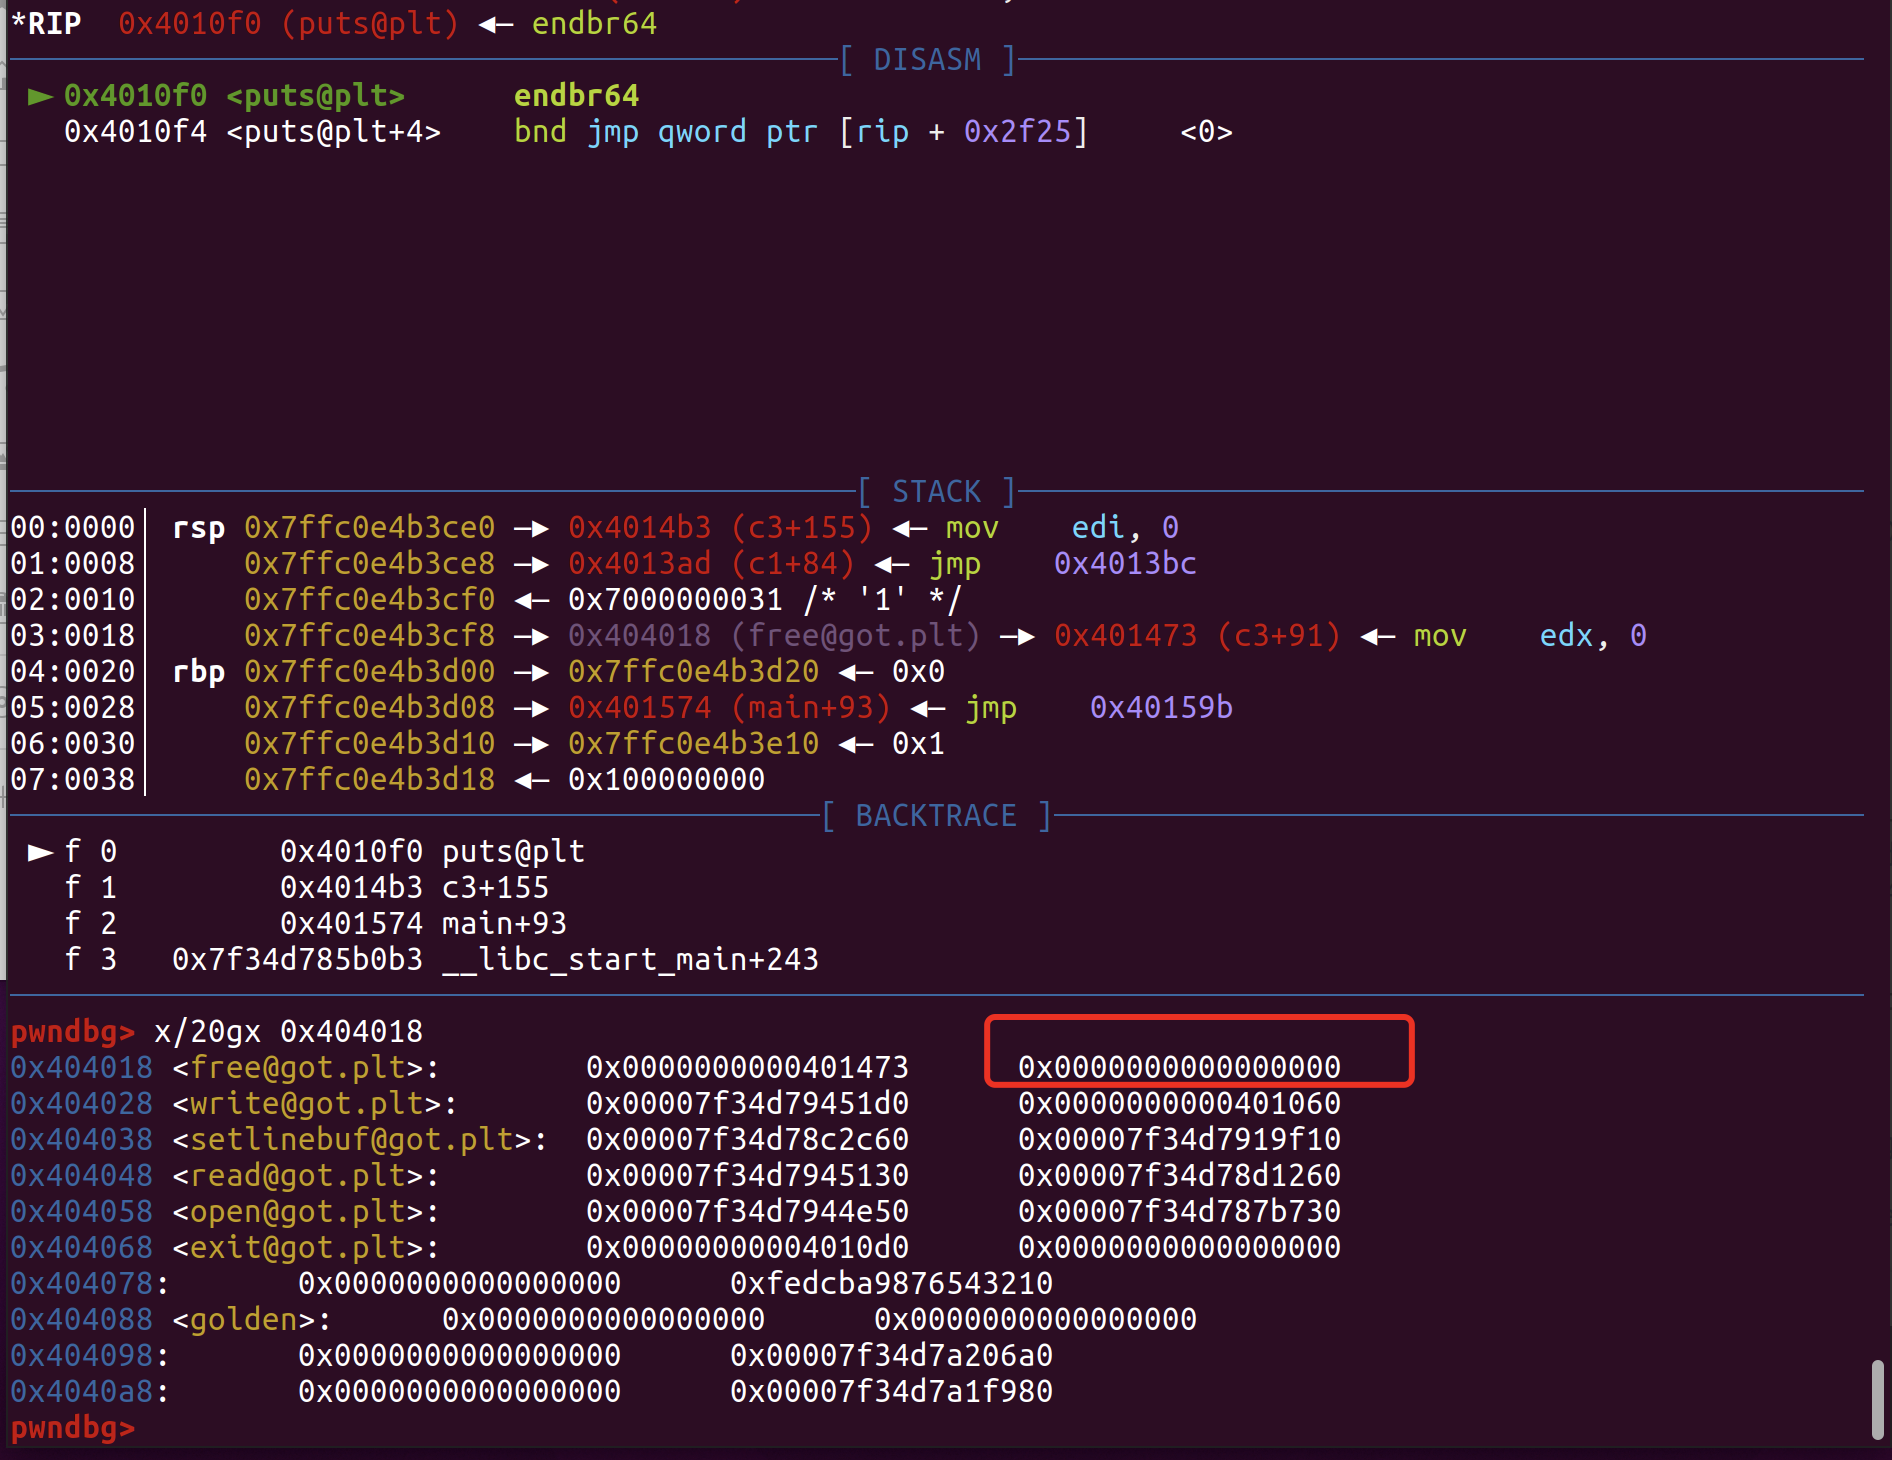 *RIP  0x4010f0 (puts@plt) ◂— endbr64
[ DISASM ]
► 0x4010f0 <puts@plt>      endbr64
0x4010f4 <puts@plt+4>    bnd jmp qword ptr [rip + 0x2f25]     <0>
[ STACK ]
00:0000│ rsp 0x7ffc0e4b3ce0 —▸ 0x4014b3 (c3+155) ◂— mov    edi, 0
01:0008│     0x7ffc0e4b3ce8 —▸ 0x4013ad (c1+84) ◂— jmp    0x4013bc
02:0010│     0x7ffc0e4b3cf0 ◂— 0x7000000031 /* '1' */
03:0018│     0x7ffc0e4b3cf8 —▸ 0x404018 (free@got.plt) —▸ 0x401473 (c3+91) ◂— mov    edx, 0
04:0020│ rbp 0x7ffc0e4b3d00 —▸ 0x7ffc0e4b3d20 ◂— 0x0
05:0028│     0x7ffc0e4b3d08 —▸ 0x401574 (main+93) ◂— jmp    0x40159b
06:0030│     0x7ffc0e4b3d10 —▸ 0x7ffc0e4b3e10 ◂— 0x1
07:0038│     0x7ffc0e4b3d18 ◂— 0x100000000
[ BACKTRACE ]
► f 0         0x4010f0 puts@plt
f 1         0x4014b3 c3+155
f 2         0x401574 main+93
f 3   0x7f34d785b0b3 __libc_start_main+243
pwndbg> x/20gx 0x404018
0x404018 <free@got.plt>:        0x0000000000401473      0x0000000000000000
0x404028 <write@got.plt>:       0x00007f34d79451d0      0x0000000000401060
0x404038 <setlinebuf@got.plt>:  0x00007f34d78c2c60      0x00007f34d7919f10
0x404048 <read@got.plt>:        0x00007f34d7945130      0x00007f34d78d1260
0x404058 <open@got.plt>:        0x00007f34d7944e50      0x00007f34d787b730
0x404068 <exit@got.plt>:        0x00000000004010d0      0x0000000000000000
0x404078:       0x0000000000000000      0xfedcba9876543210
0x404088 <golden>:      0x0000000000000000      0x0000000000000000
0x404098:       0x0000000000000000      0x00007f34d7a206a0
0x4040a8:       0x0000000000000000      0x00007f34d7a1f980
pwndbg>